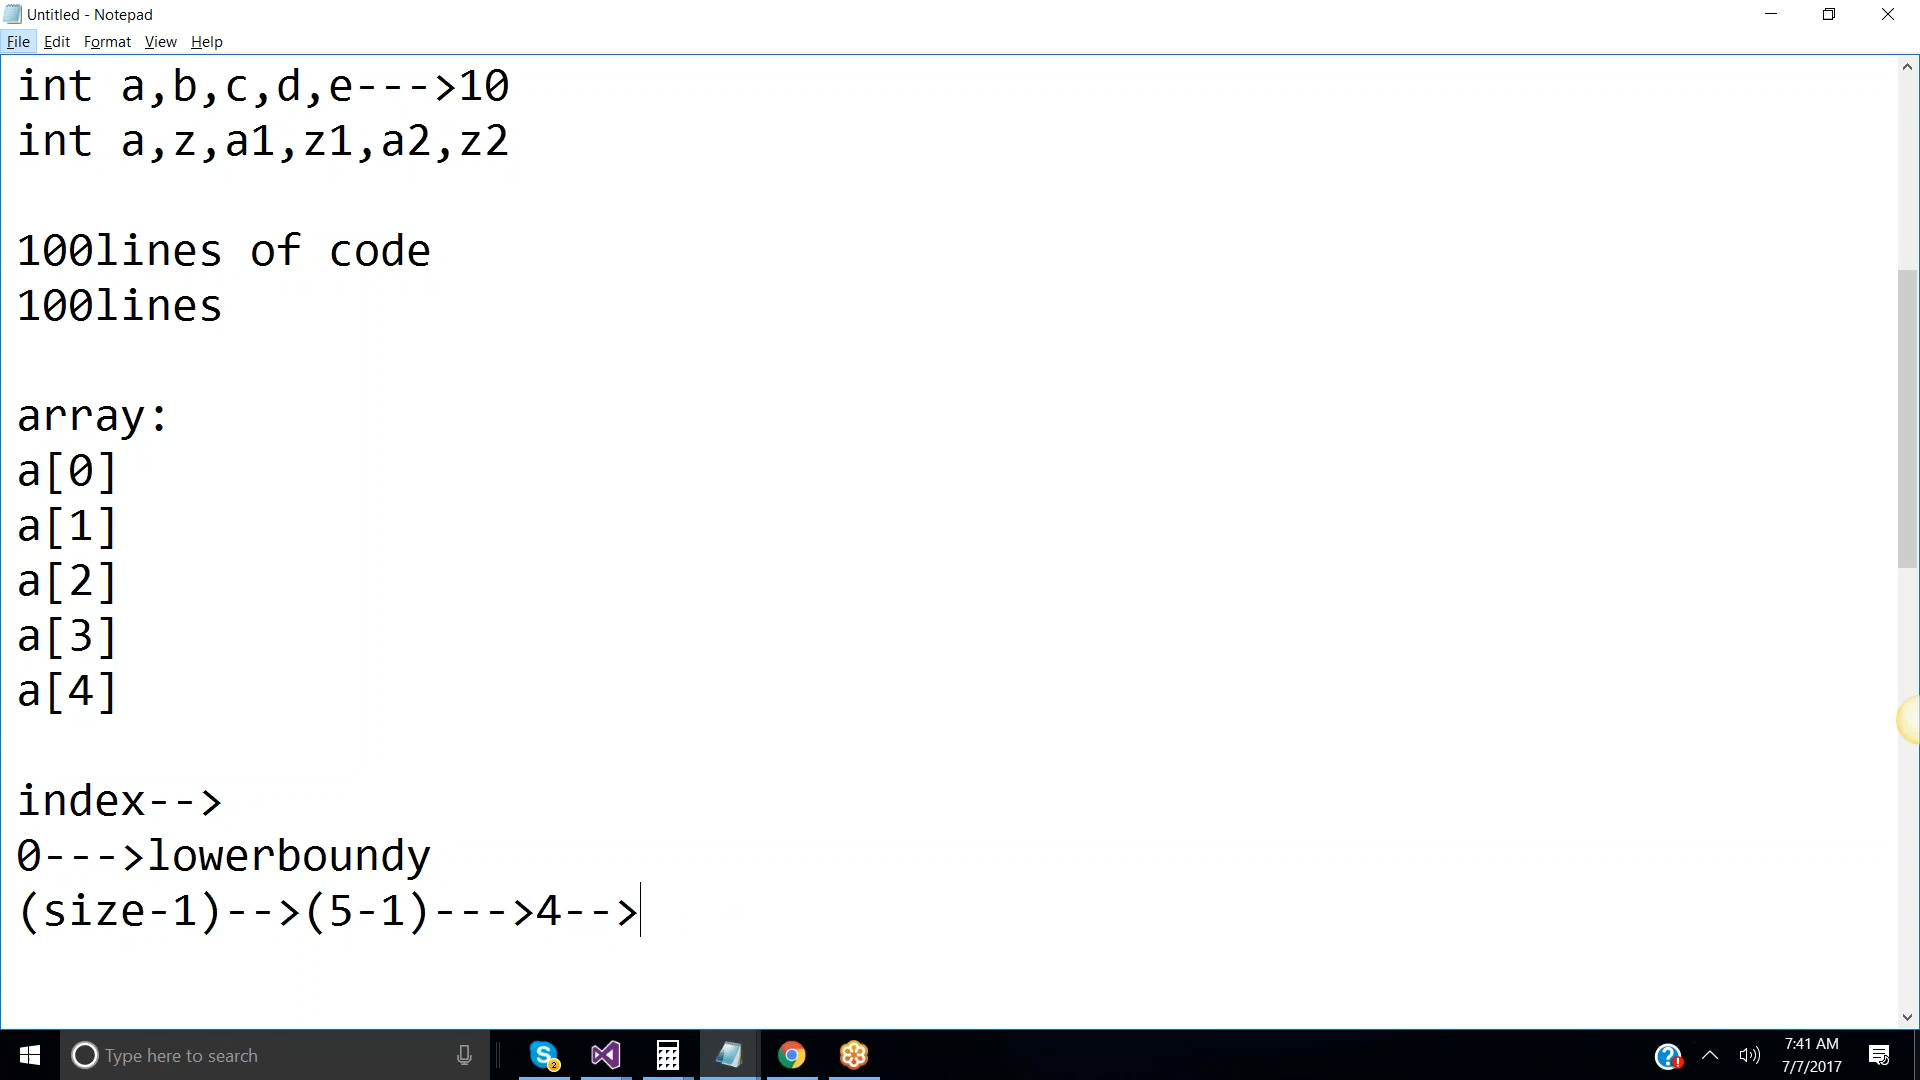 Untitled - Notepad
File Edit Format View Help
int a,b,c,d,e--->10
int a,z,a1,z1,a2,z2
100lines of code
100lines
array:
a[0]
a[1]
a[2]
a[3]
a[4]
index-->
0--->lowerboundy
(size-1)-->(5-1)--->4-->
Type here to search
S 2
7:41 AM
7/7/2017